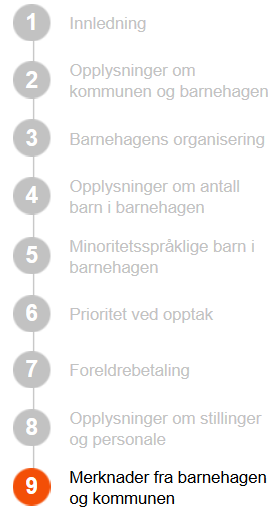 1 Innledning
2 Opplysninger om
kommunen og barnehagen
3 Barnehagens organisering
4 Opplysninger om antall
barn i barnehagen
5 Minoritetsspråklige barn i
barnehagen
6 Prioritet ved opptak
7 Foreldrebetaling
8 Opplysninger om stillinger
og personale
9 Merknader fra barnehagen
og kommunen